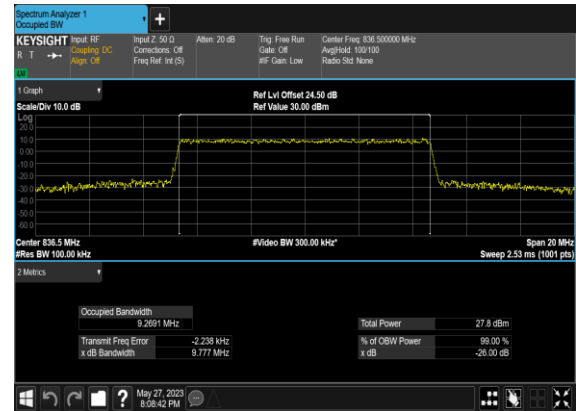 Spectrum Analyzer 1
Occupied BW
KEYSIGHT
R T
Input: RF
Coupling: DC
Align: Off
Input Z: 50 Ω
Corrections: Off
Freq Ref: Int (S)
Atten: 20 dB
Trig: Free Run
Gate: Off
#IF Gain: Low
Center Freq: 836.500000 MHz
Avg|Hold: 100/100
Radio Std: None
1 Graph
Scale/Div 10.0 dB
Ref Lvl Offset 24.50 dB
Ref Value 30.00 dBm
Log
20.0
10.0
0.00
-10.0
-20.0
-30.0
-40.0
-50.0
-60.0
Center 836.5 MHz
#Video BW 300.00 kHz*
Span 20 MHz
#Res BW 100.00 kHz
Sweep 2.53 ms (1001 pts)
2 Metrics
Occupied Bandwidth
9.2691 MHz
Total Power 27.8 dBm
Transmit Freq Error -2.238 kHz
% of OBW Power 99.00 %
x dB Bandwidth 9.777 MHz
x dB -26.00 dB
?
May 27, 2023
8:08:42 PM